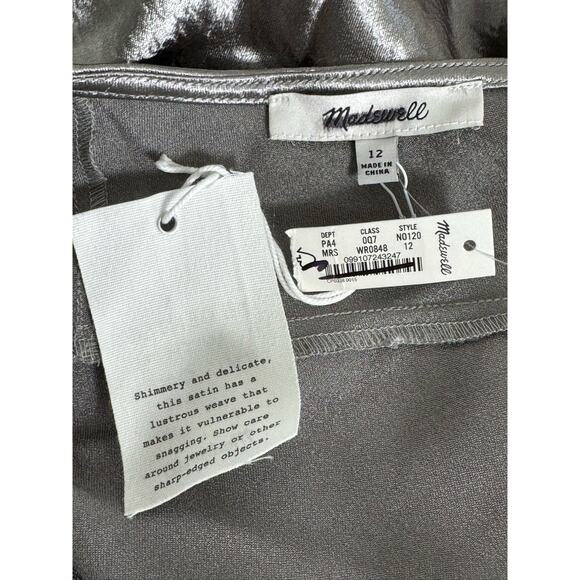 Madewell
12
MADE IN
CHINA
DEPT CLASS STYLE
PA4 0Q7 NO120
MRS WR0848 12
099107243247
Madewell
Shimmery and delicate,
this satin has a
lustrous weave that
makes it vulnerable to
snagging. Show care
around jewelry or other
sharp-edged objects.